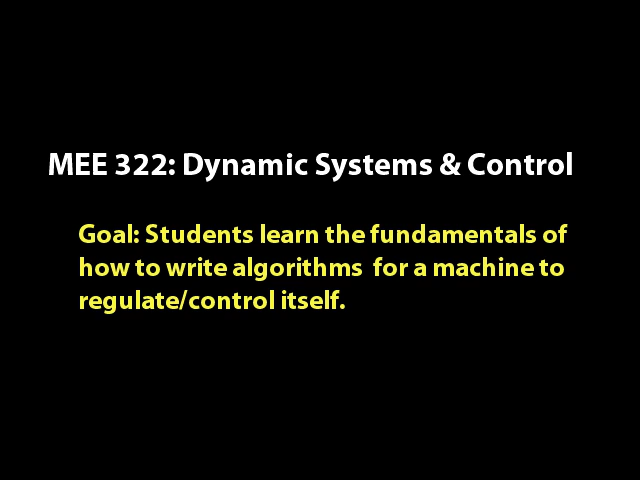 MEE 322: Dynamic Systems & Control
Goal: Students learn the fundamentals of
how to write algorithms  for a machine to
regulate/control itself.